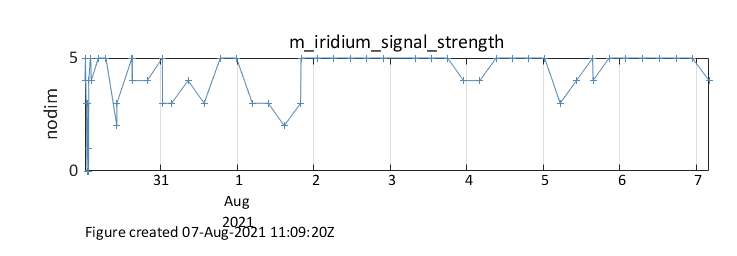 m_iridium_signal_strength
5
nodim
0
31 1 2 3 4 5 6 7
Aug
2021
Figure created 07-Aug-2021 11:09:20Z